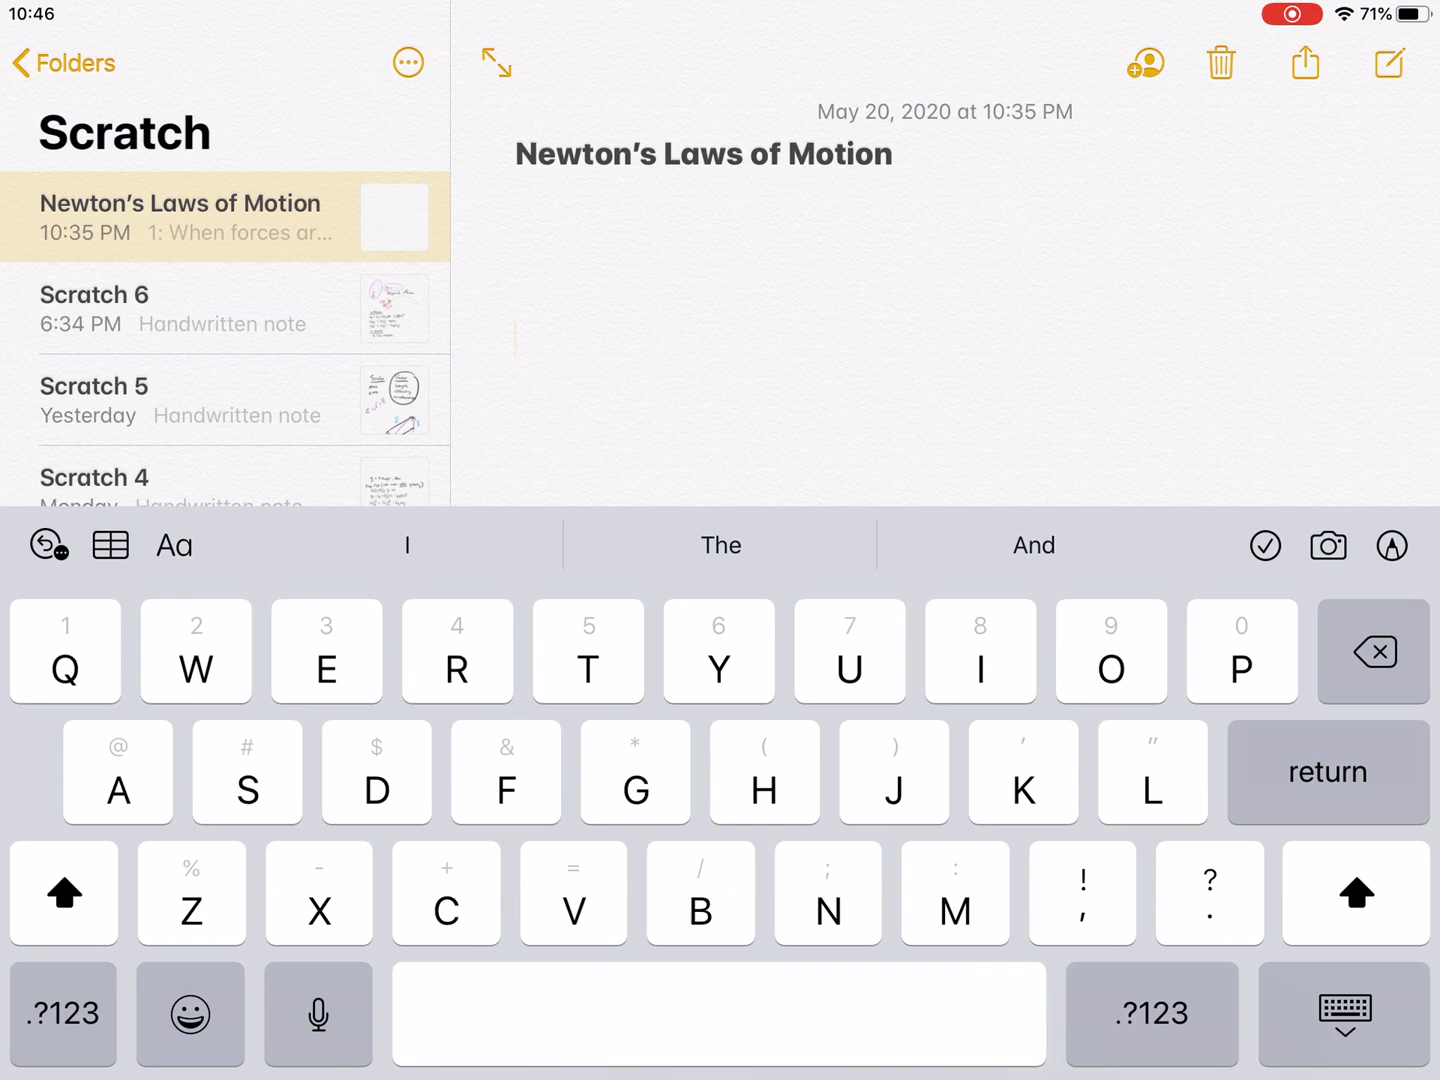 10:46
71%
Folders
Scratch
May 20, 2020 at 10:35 PM
Newton's Laws of Motion
Newton's Laws of Motion
10:35 PM 1: When forces ar...
Scratch 6
6:34 PM Handwritten note
Scratch 5
Yesterday Handwritten note
Scratch 4
Monday Handwritten note
Aa I The And
1 2 3 4 5 6 7 8 9 0
Q W E R T Y U I O P
@ # $ & * ( ) ' "
A S D F G H J K L return
% - + = / ; : ! ?
Z X C V B N M , .
.?123 .?123